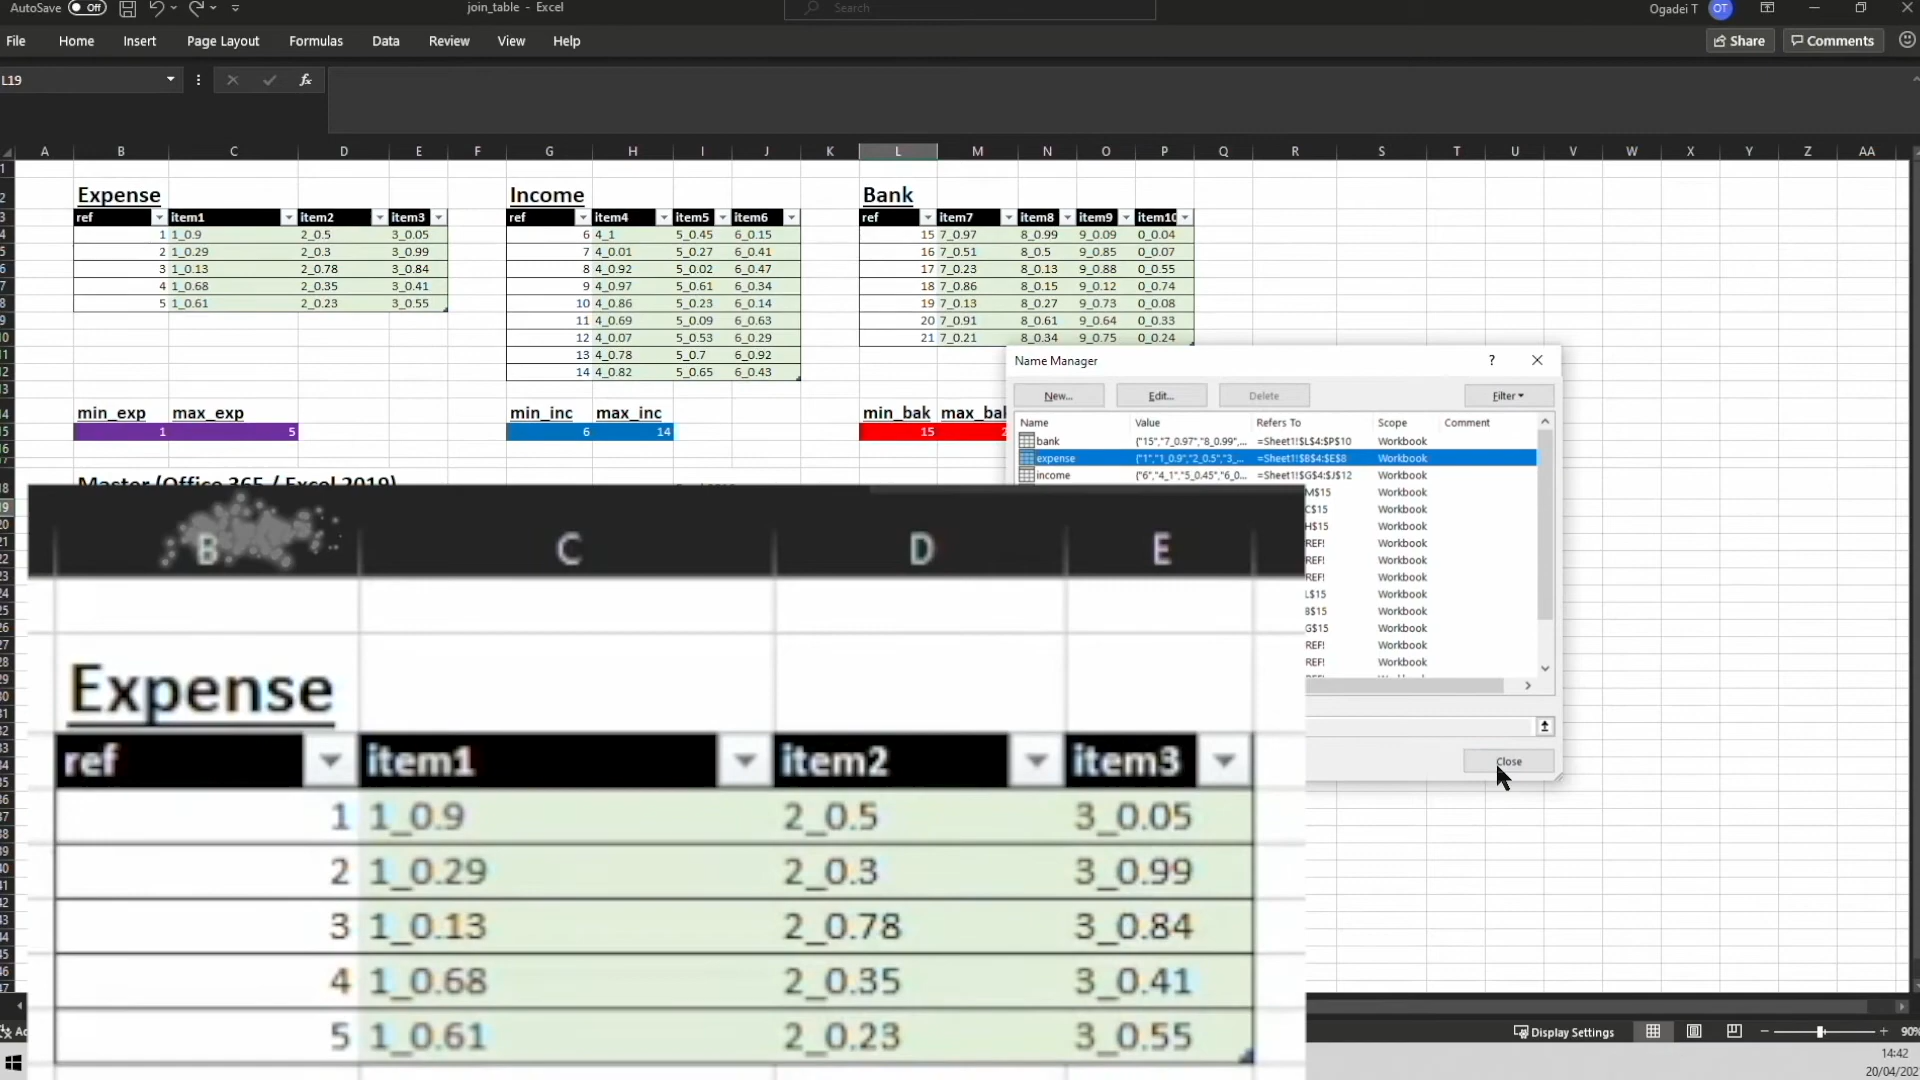 AutoSave Off join_table - Excel Search Ogadei T OT
File Home Insert Page Layout Formulas Data Review View Help Share Comments
L19 fx
A B C D E F G H I J K L M N O P Q R S T U V W X Y Z AA
Expense Income Bank
ref item1 item2 item3 ref item4 item5 item6 ref item7 item8 item9 item10
1 1_0.9 2_0.5 3_0.05 6 4_1 5_0.45 6_0.15 15 7_0.97 8_0.99 9_0.09 0_0.04
2 1_0.29 2_0.3 3_0.99 7 4_0.01 5_0.27 6_0.41 16 7_0.51 8_0.5 9_0.85 0_0.07
3 1_0.13 2_0.78 3_0.84 8 4_0.92 5_0.02 6_0.47 17 7_0.23 8_0.13 9_0.88 0_0.55
4 1_0.68 2_0.35 3_0.41 9 4_0.97 5_0.61 6_0.34 18 7_0.86 8_0.15 9_0.12 0_0.74
5 1_0.61 2_0.23 3_0.55 10 4_0.86 5_0.23 6_0.14 19 7_0.13 8_0.27 9_0.73 0_0.08
11 4_0.69 5_0.09 6_0.63 20 7_0.91 8_0.61 9_0.64 0_0.33
12 4_0.07 5_0.53 6_0.29 21 7_0.21 8_0.34 9_0.75 0_0.24
13 4_0.78 5_0.7 6_0.92
14 4_0.82 5_0.65 6_0.43
min_exp max_exp min_inc max_inc min_bak max_bak
1 5 6 14 15 2
Master (Office 365 / Excel 2019)
Name Manager ?
New... Edit... Delete Filter
Name Value Refers To Scope Comment
bank {"15","7_0.97","8_0.99",... =Sheet1!$L$4:$P$10 Workbook
expense {"1","1_0.9","2_0.5","3_... =Sheet1!$B$4:$E$8 Workbook
income {"6","4_1","5_0.45","6_0... =Sheet1!$G$4:$J$12 Workbook
M$15 Workbook
C$15 Workbook
H$15 Workbook
REF! Workbook
REF! Workbook
REF! Workbook
L$15 Workbook
B$15 Workbook
G$15 Workbook
REF! Workbook
REF! Workbook
Close
B C D E
Expense
ref item1 item2 item3
1 1_0.9 2_0.5 3_0.05
2 1_0.29 2_0.3 3_0.99
3 1_0.13 2_0.78 3_0.84
4 1_0.68 2_0.35 3_0.41
5 1_0.61 2_0.23 3_0.55
Display Settings 90%
14:42
20/04/202